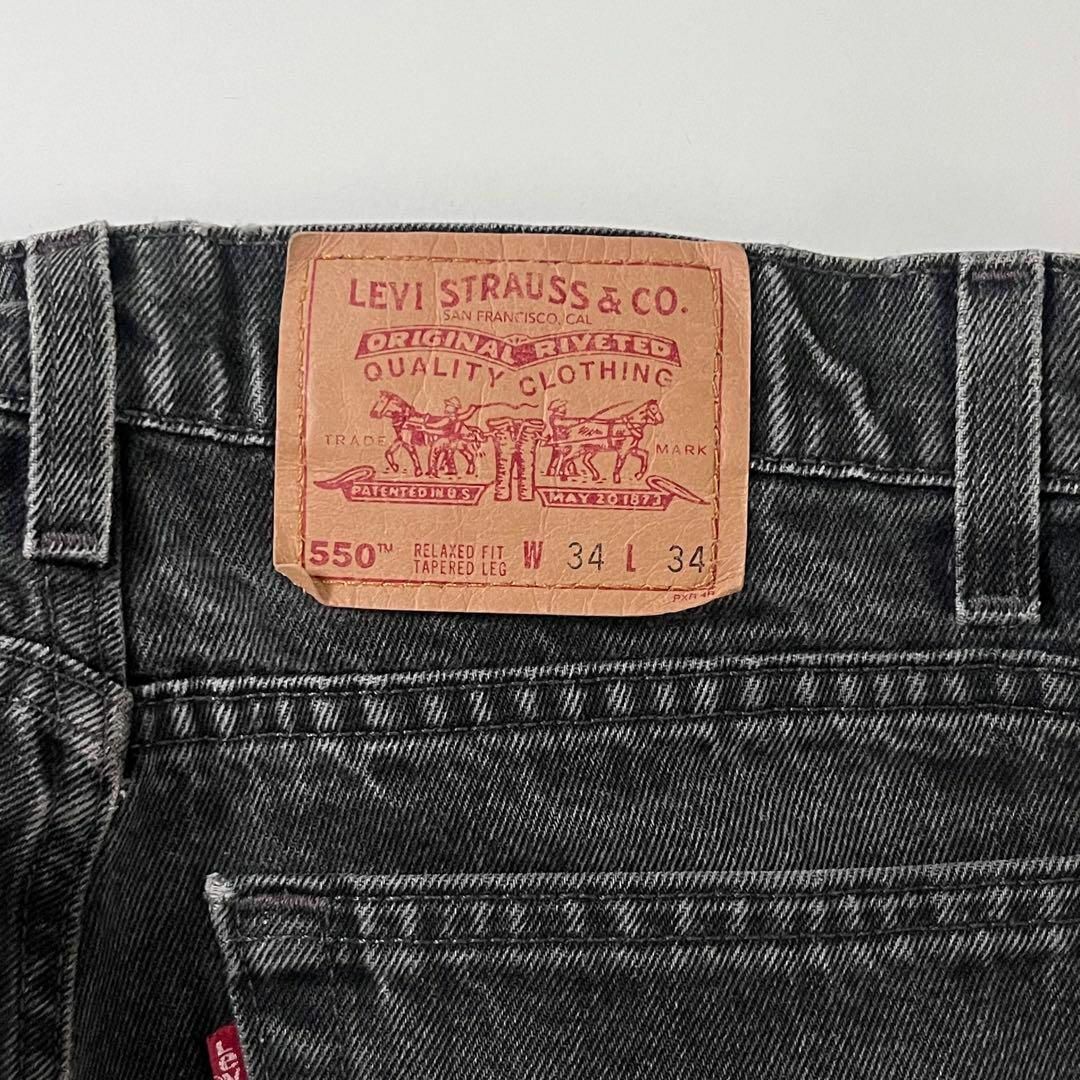 LEVI STRAUSS & CO.
SAN FRANCISCO, CAL
ORIGINAL RIVETED
QUALITY CLOTHING
TRADE MARK
PATENTED IN U.S. MAY 20 1873
550™ RELAXED FIT W 34 L 34
TAPERED LEG